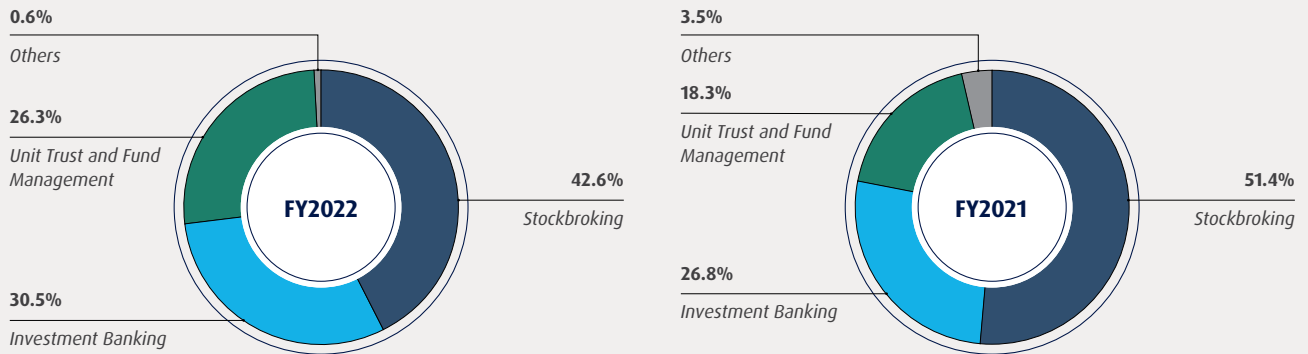 0.6%
Others
26.3%
Unit Trust and Fund
Management
FY2022
42.6%
Stockbroking
30.5%
Investment Banking
3.5%
Others
18.3%
Unit Trust and Fund
Management
FY2021
51.4%
Stockbroking
26.8%
Investment Banking